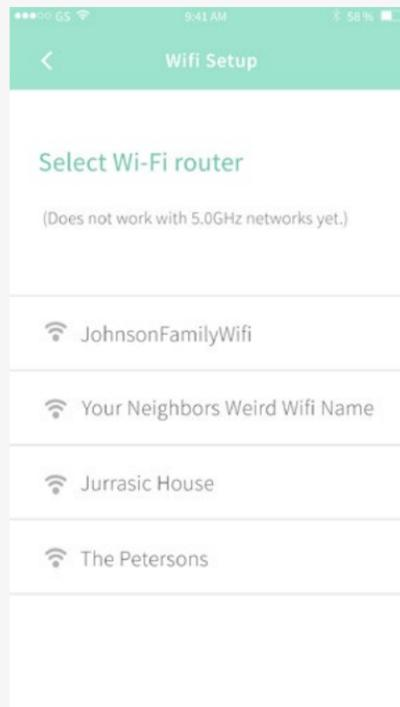 GS 9:41 AM 58%
Wifi Setup
Select Wi-Fi router
(Does not work with 5.0GHz networks yet.)
JohnsonFamilyWifi
Your Neighbors Weird Wifi Name
Jurrasic House
The Petersons